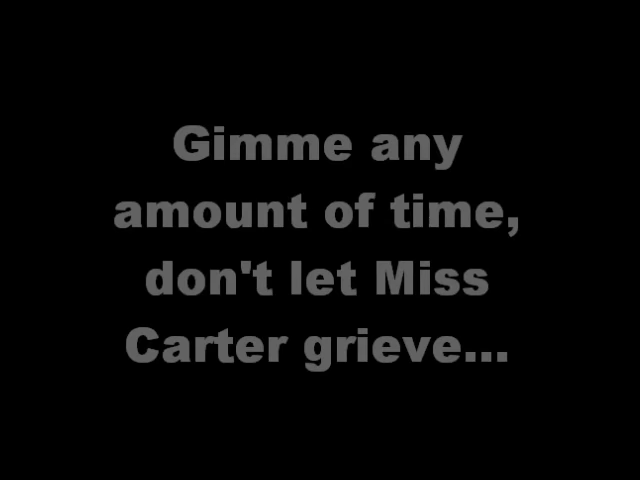 Gimme any
amount of time,
don't let Miss
Carter grieve...